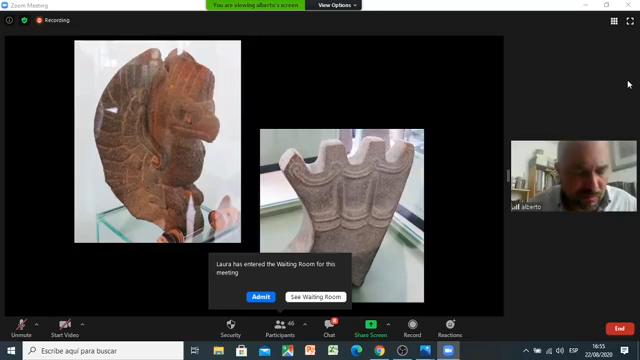 Zoom Meeting
You are viewing alberto's screen
View Options
Recording
alberto
Laura has entered the Waiting Room for this
meeting
Admit
See Waiting Room
Unmute
Start Video
Security
Participants
46
Chat
Share Screen
Record
Reactions
End
Escribe aquí para buscar
ESP
16:55
22/08/2020